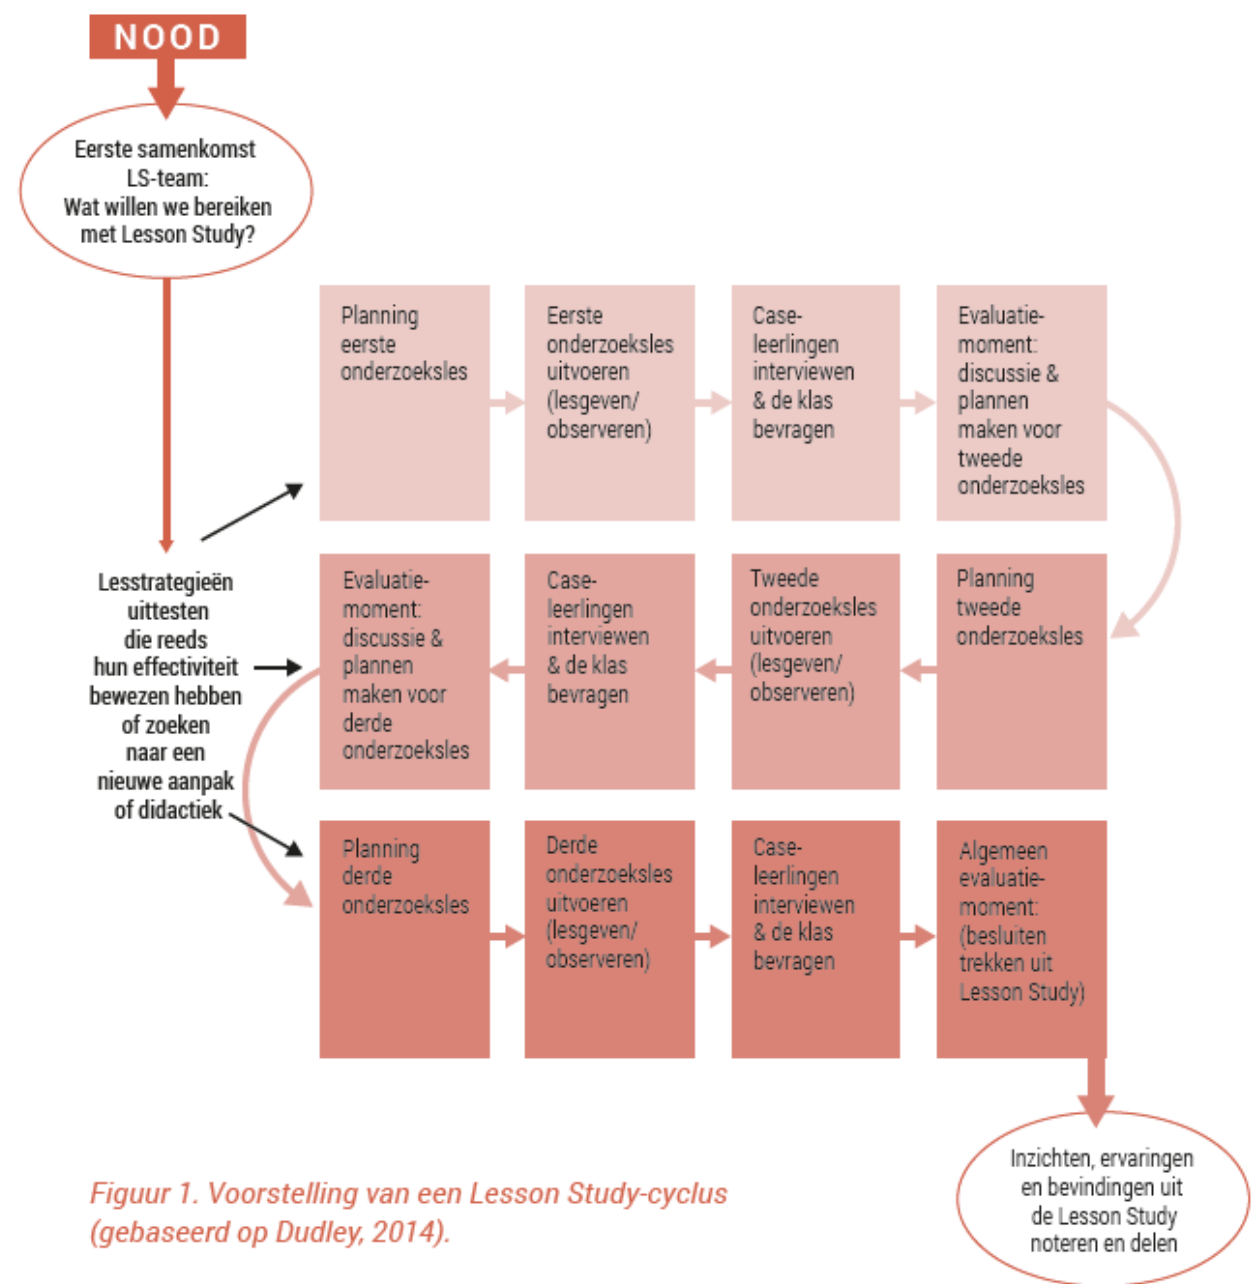 NOOD
Eerste samenkomst
LS-team:
Wat willen we bereiken
met Lesson Study?
Planning
eerste
onderzoeksles
Eerste
onderzoeksles
uitvoeren
(lesgeven/
observeren)
Case-
leerlingen
interviewen
& de klas
bevragen
Evaluatie-
moment:
discussie &
plannen
maken voor
tweede
onderzoeksles
Lesstrategieën
uittesten
die reeds
hun effectiviteit
bewezen hebben
of zoeken
naar een
nieuwe aanpak
of didactiek
Evaluatie-
moment:
discussie &
plannen
maken voor
derde
onderzoeksles
Case-
leerlingen
interviewen
& de klas
bevragen
Tweede
onderzoeksles
uitvoeren
(lesgeven/
observeren)
Planning
tweede
onderzoeksles
Planning
derde
onderzoeksles
Derde
onderzoeksles
uitvoeren
(lesgeven/
observeren)
Case-
leerlingen
interviewen
& de klas
bevragen
Algemeen
evaluatie-
moment:
(besluiten
trekken uit
Lesson Study)
Inzichten, ervaringen
en bevindingen uit
de Lesson Study
noteren en delen
Figuur 1. Voorstelling van een Lesson Study-cyclus
(gebaseerd op Dudley, 2014).